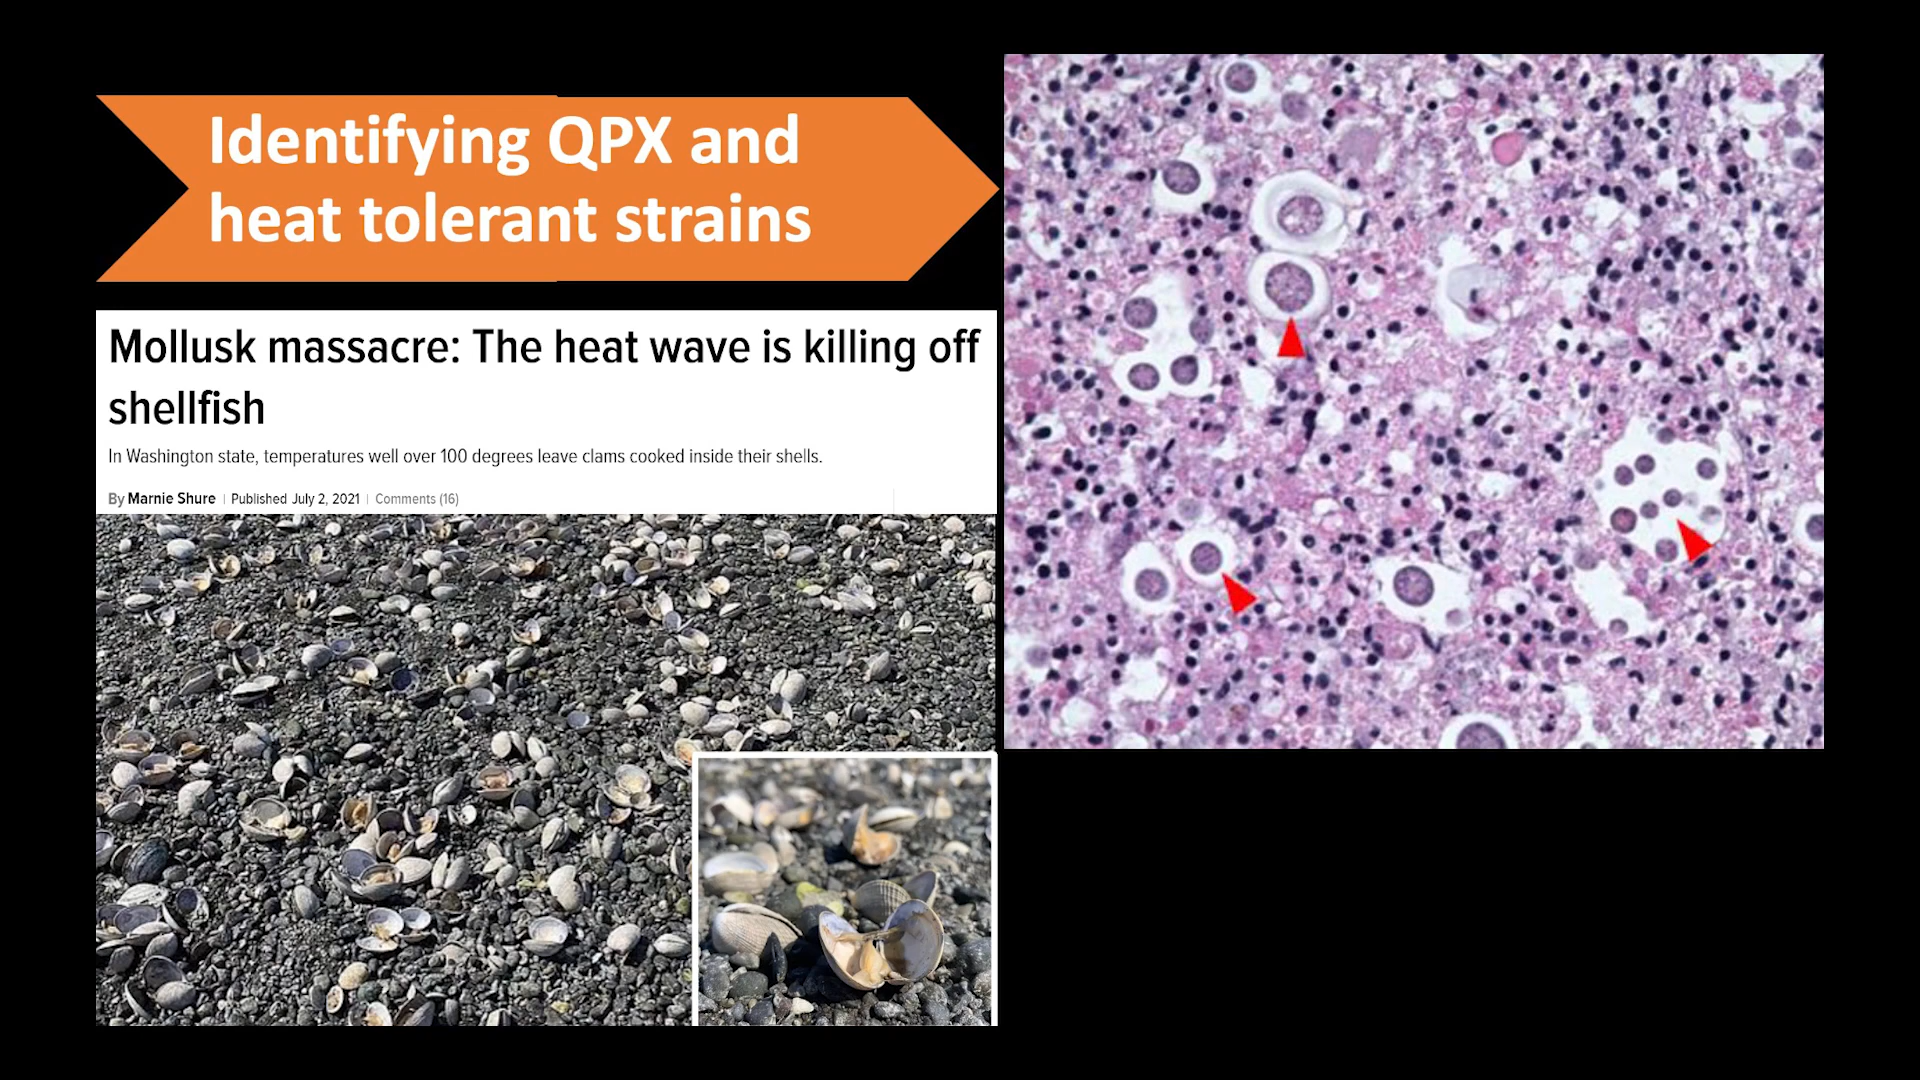 Identifying QPX and
heat tolerant strains
Mollusk massacre: The heat wave is killing off
shellfish
In Washington state, temperatures well over 100 degrees leave clams cooked inside their shells.
By Marnie Shure | Published July 2, 2021 | Comments (16)